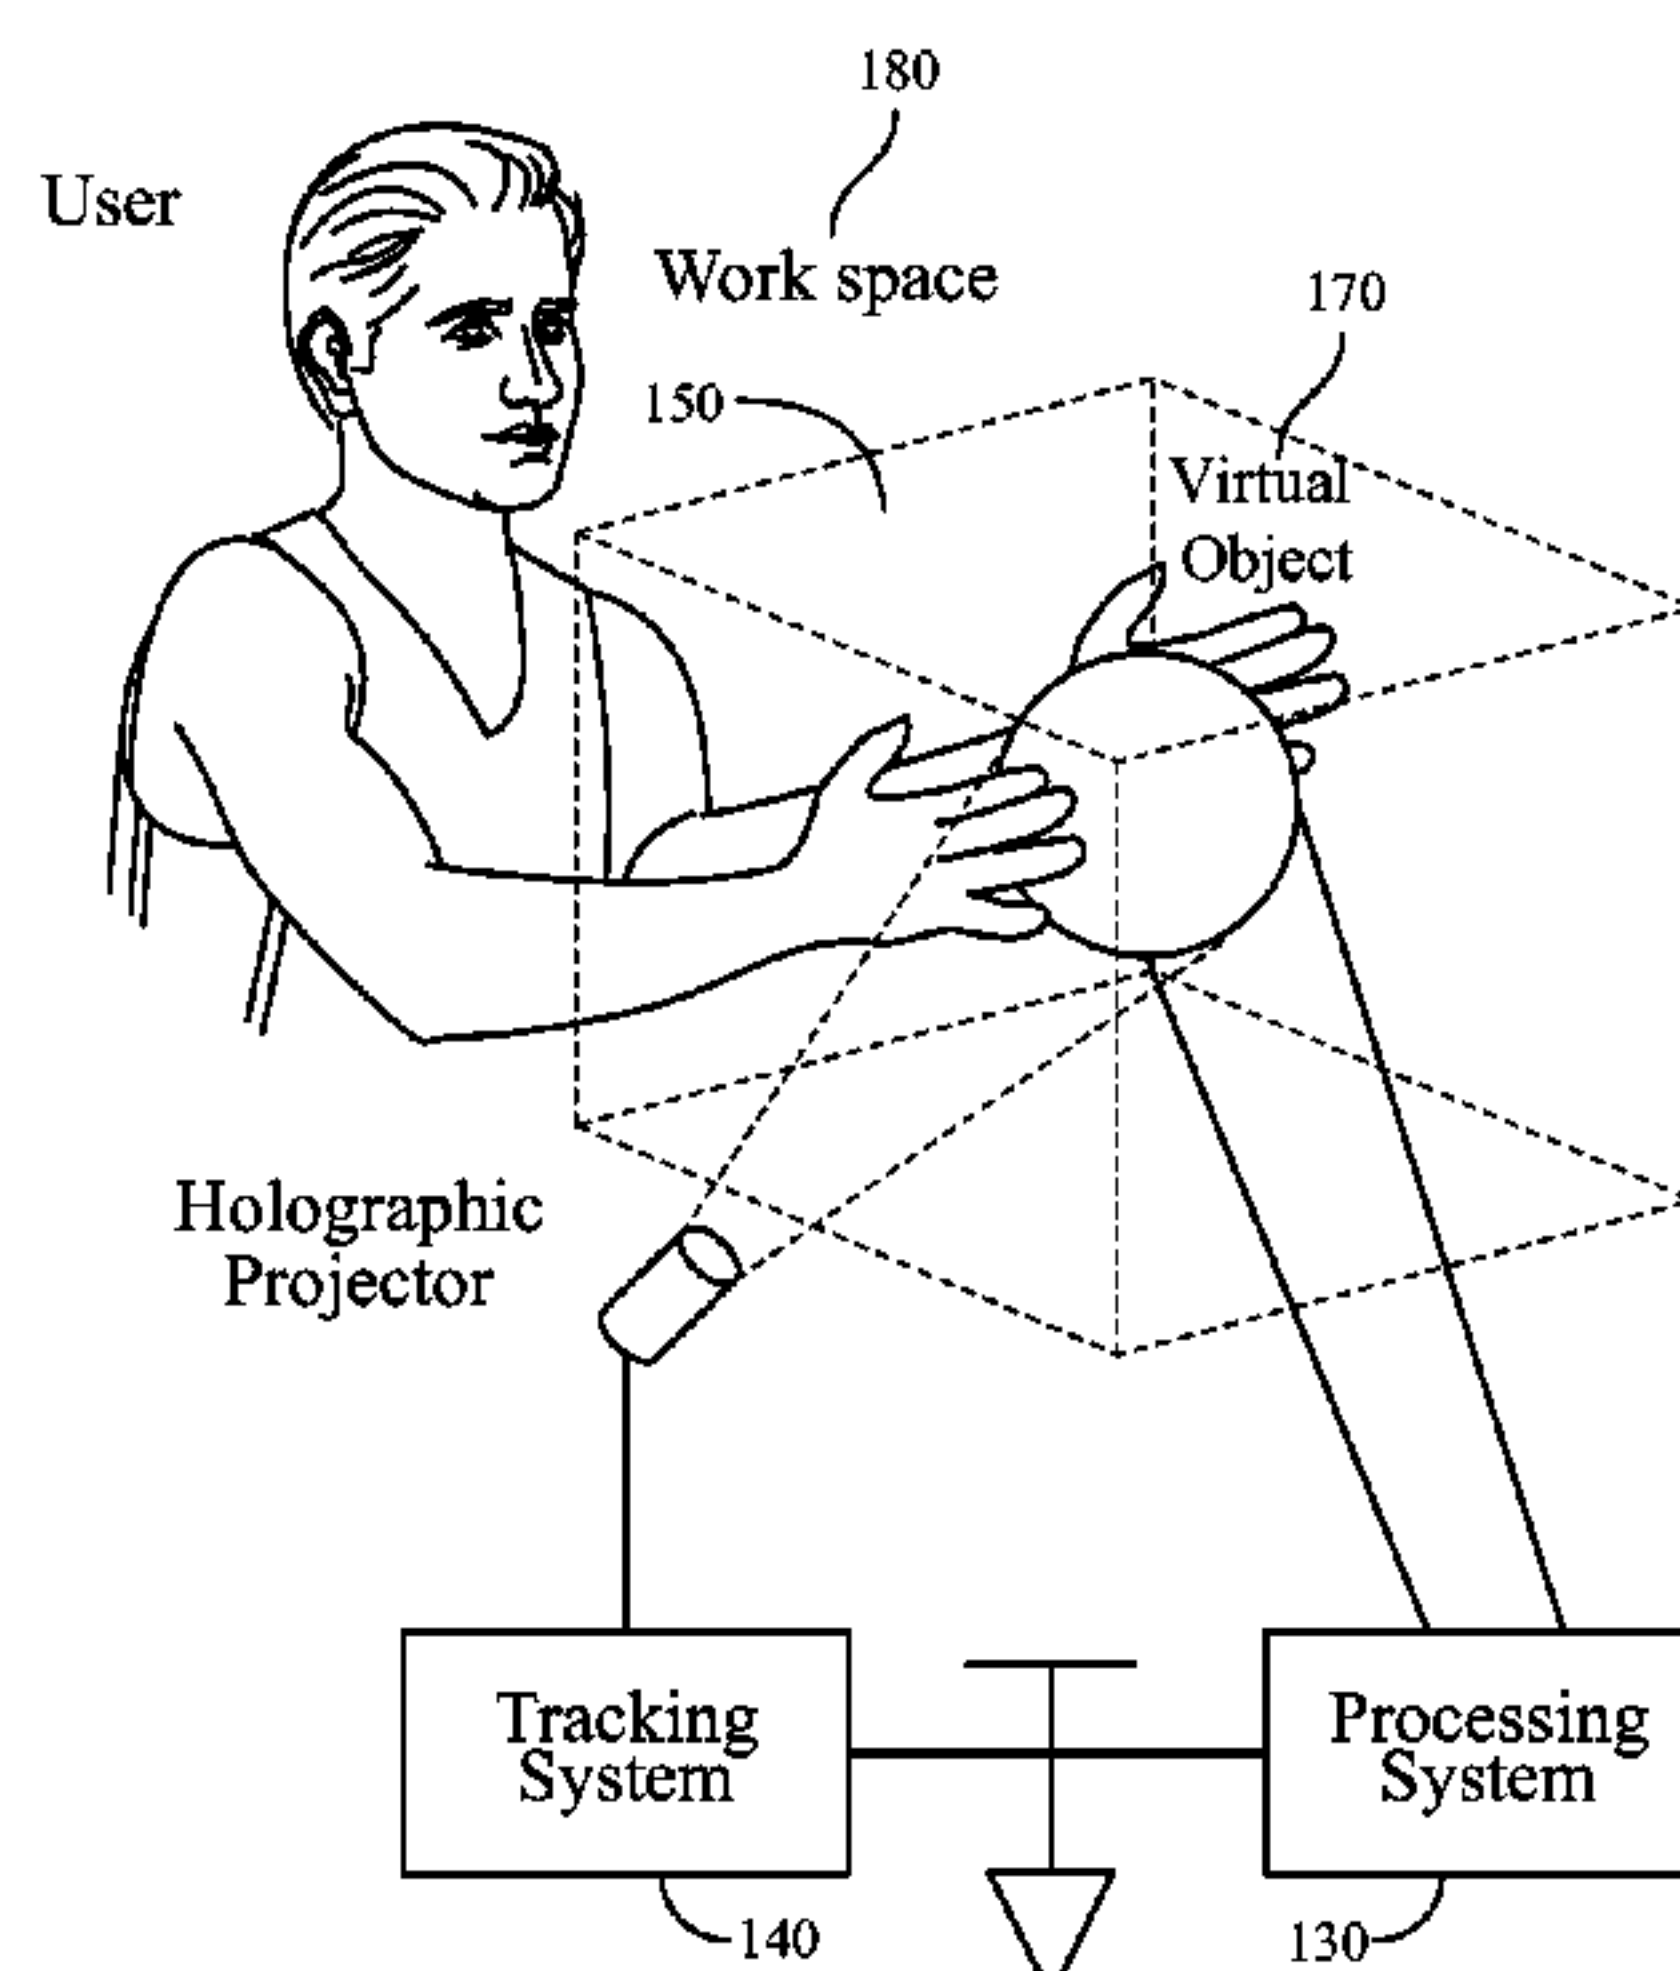 180
User
Work space
170
150
Virtual
Object
Holographic
Projector
Tracking
System
Processing
System
140
130